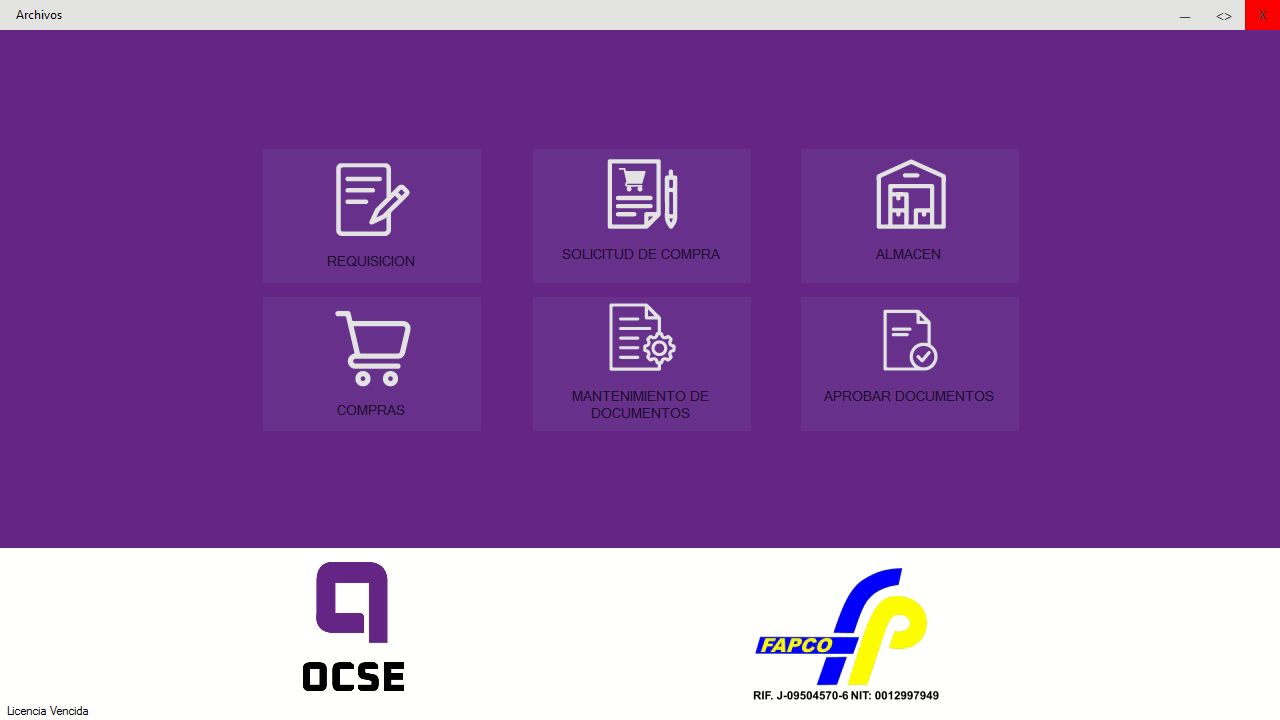 Archivos
— <> X
REQUISICION
SOLICITUD DE COMPRA
ALMACEN
COMPRAS
MANTENIMIENTO DE
DOCUMENTOS
APROBAR DOCUMENTOS
OCSE
FAPCO
RIF. J-09504570-6 NIT: 0012997949
Licencia Vencida